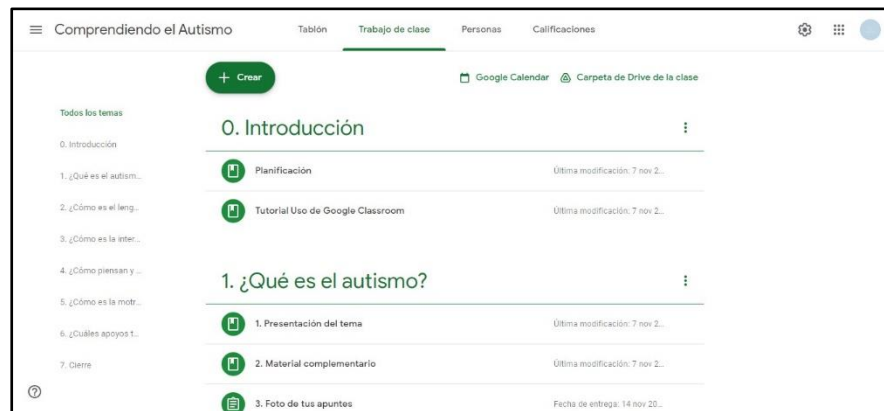 Comprendiendo el Autismo
Tablón
Trabajo de clase
Personas
Calificaciones
+ Crear
Google Calendar
Carpeta de Drive de la clase
Todos los temas
0. Introducción
1. ¿Qué es el autism...
2. ¿Cómo es el leng...
3. ¿Cómo es la inter...
4. ¿Cómo piensan y ...
5. ¿Cómo es la motr...
6. ¿Cuáles apoyos t...
7. Cierre
0. Introducción
Planificación
Última modificación: 7 nov 2...
Tutorial Uso de Google Classroom
Última modificación: 7 nov 2...
1. ¿Qué es el autismo?
1. Presentación del tema
Última modificación: 7 nov 2...
2. Material complementario
Última modificación: 7 nov 2...
3. Foto de tus apuntes
Fecha de entrega: 14 nov 20...